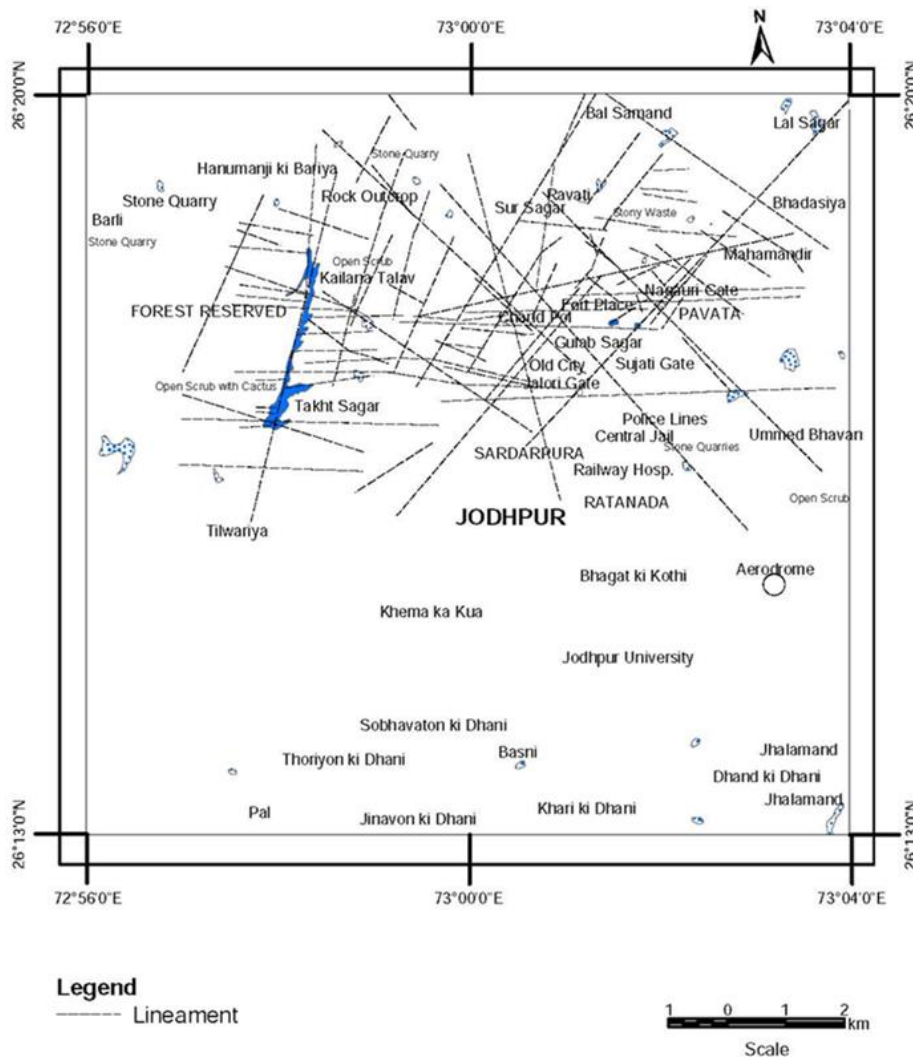 N
72°56'0"E 73°00'0"E 73°04'0"E
26°20'0"N 26°20'0"N
Bal Samand
Lal Sagar
Stone Quarry
Hanumanji ki Bariya
Rock Outcrop
Stone Quarry
Ravati
Sur Sagar
Stony Waste
Bhadasiya
Barli
Stone Quarry
Mahamandir
Open Scrub
Kailana Talav
Nagauri Gate
FOREST RESERVED
Fort Place
Chand Pol
PAVATA
Gulab Sagar
Old City
Sujati Gate
Jalori Gate
Open Scrub with Cactus
Takht Sagar
Police Lines
Central Jail
Ummed Bhavan
Stone Quarries
SARDARPURA
Railway Hosp.
Open Scrub
RATANADA
JODHPUR
Tilwariya
Aerodrome
Bhagat ki Kothi
Khema ka Kua
Jodhpur University
Sobhavaton ki Dhani
Basni
Jhalamand
Thoriyon ki Dhani
Dhand ki Dhani
Jhalamand
Khari ki Dhani
Pal
Jinavon ki Dhani
26°13'0"N 26°13'0"N
72°56'0"E 73°00'0"E 73°04'0"E
Legend
Lineament
1 0 1 2
km
Scale